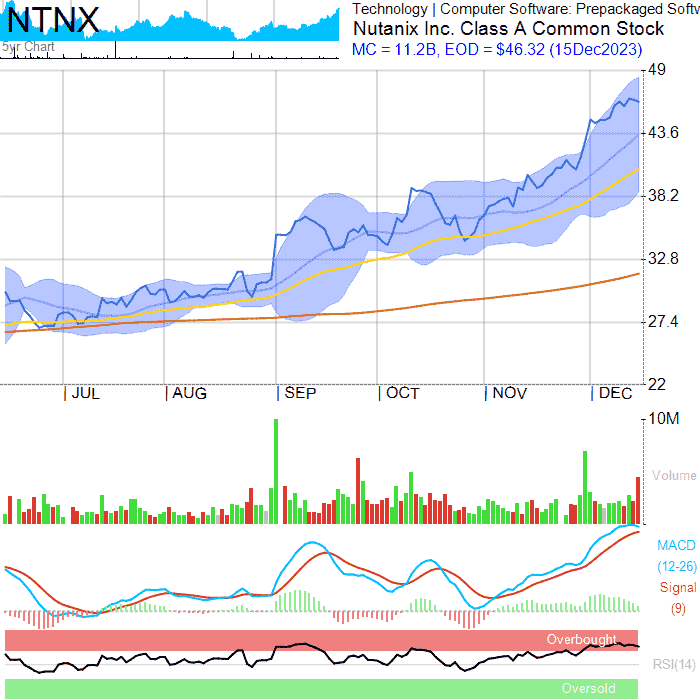 NTNX
5yr Chart
Technology | Computer Software: Prepackaged Softw
Nutanix Inc. Class A Common Stock
MC = 11.2B, EOD = $46.32 (15Dec2023)
49
43.6
38.2
32.8
27.4
22
JUL AUG SEP OCT NOV DEC
10M
Volume
MACD
(12-26)
Signal
(9)
Overbought
RSI(14)
Oversold